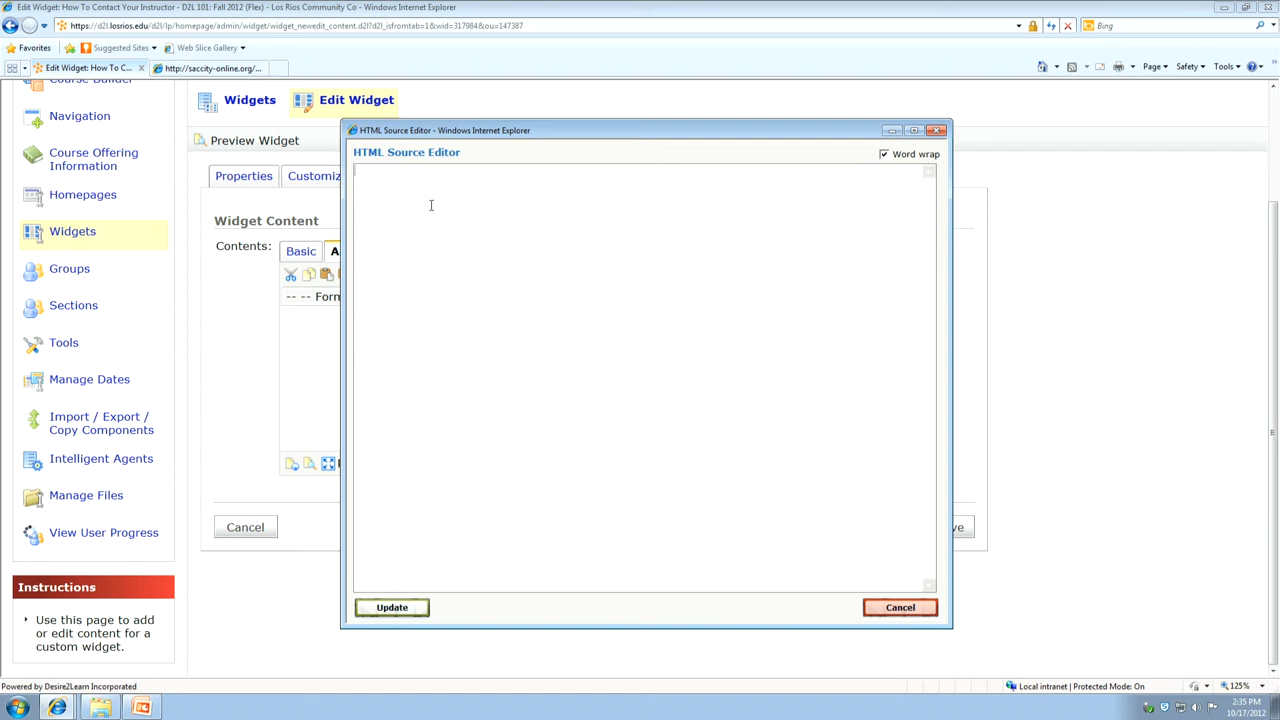 Edit Widget: How To Contact Your Instructor - D2L 101: Fall 2012 (Flex) - Los Rios Community Co - Windows Internet Explorer
https://d2l.losrios.edu/d2l/lp/homepage/admin/widget/widget_newedit_content.d2l?d2l_isfromtab=1&wid=317984&ou=147387
Bing
Favorites
Suggested Sites
Web Slice Gallery
Edit Widget: How To C...
http://saccity-online.org/...
Page
Safety
Tools
Course Builder
Navigation
Course Offering
Information
Homepages
Widgets
Groups
Sections
Tools
Manage Dates
Import / Export /
Copy Components
Intelligent Agents
Manage Files
View User Progress
Instructions
Use this page to add
or edit content for a
custom widget.
Widgets
Edit Widget
Preview Widget
Properties
Customiz
Widget Content
Contents:
Basic
A
-- -- Form
Cancel
ve
HTML Source Editor - Windows Internet Explorer
HTML Source Editor
Word wrap
Update
Cancel
Powered by Desire2Learn Incorporated
Local intranet | Protected Mode: On
125%
2:35 PM
10/17/2012